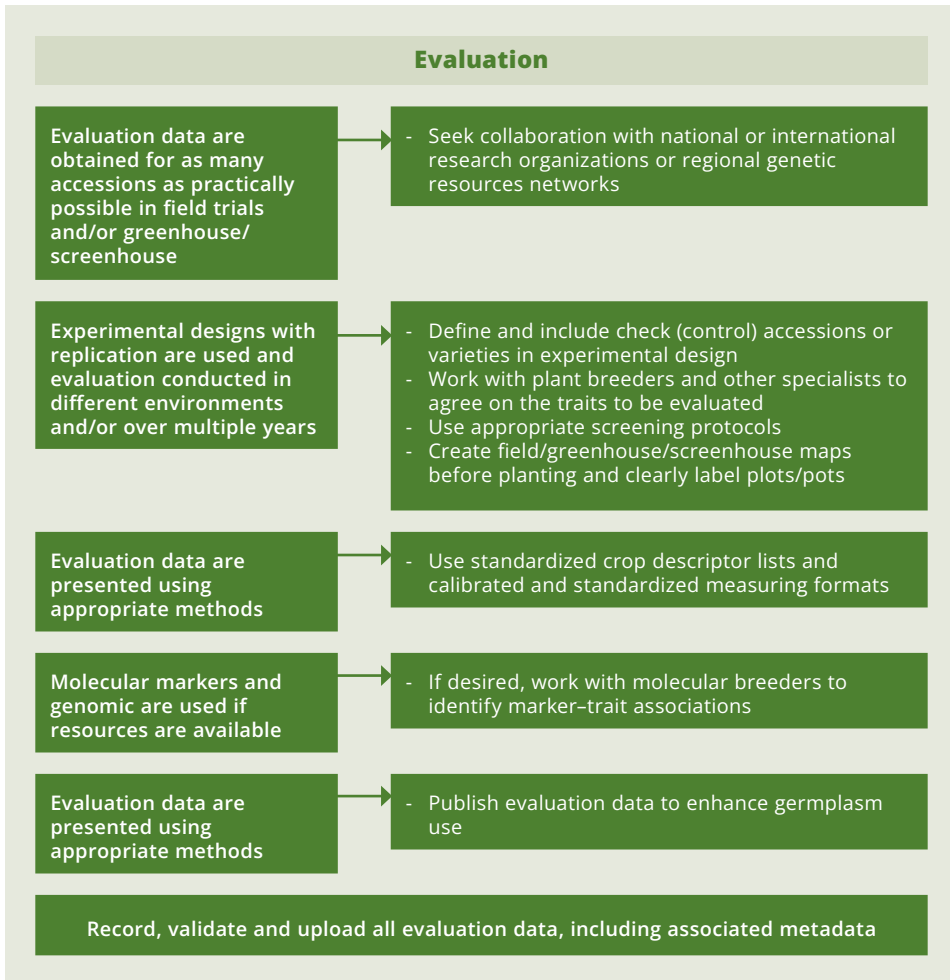 Evaluation
Evaluation data are
obtained for as many
accessions as practically
possible in field trials
and/or greenhouse/
screenhouse
- Seek collaboration with national or international
research organizations or regional genetic
resources networks
Experimental designs with
replication are used and
evaluation conducted in
different environments
and/or over multiple years
- Define and include check (control) accessions or
varieties in experimental design
- Work with plant breeders and other specialists to
agree on the traits to be evaluated
- Use appropriate screening protocols
- Create field/greenhouse/screenhouse maps
before planting and clearly label plots/pots
Evaluation data are
presented using
appropriate methods
- Use standardized crop descriptor lists and
calibrated and standardized measuring formats
Molecular markers and
genomic are used if
resources are available
- If desired, work with molecular breeders to
identify marker–trait associations
Evaluation data are
presented using
appropriate methods
- Publish evaluation data to enhance germplasm
use
Record, validate and upload all evaluation data, including associated metadata